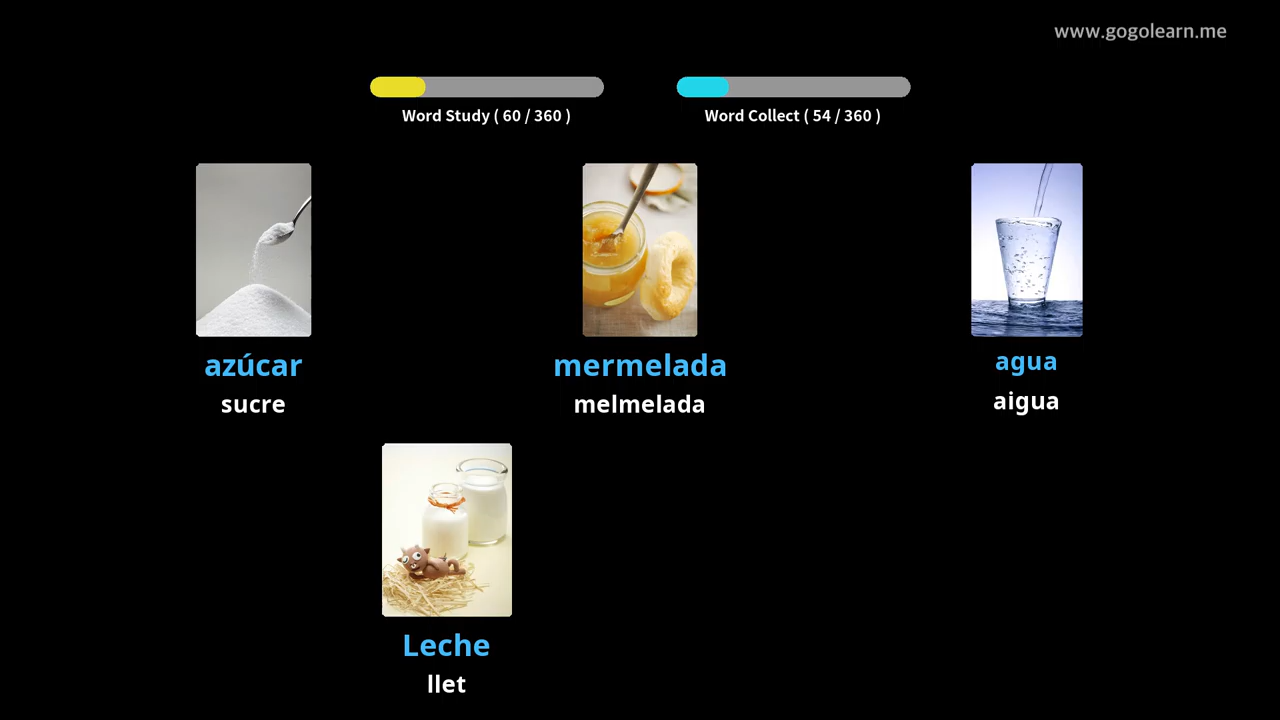 www.gogolearn.me
Word Study ( 60 / 360 )
Word Collect ( 54 / 360 )
azúcar
sucre
mermelada
melmelada
agua
aigua
Leche
llet